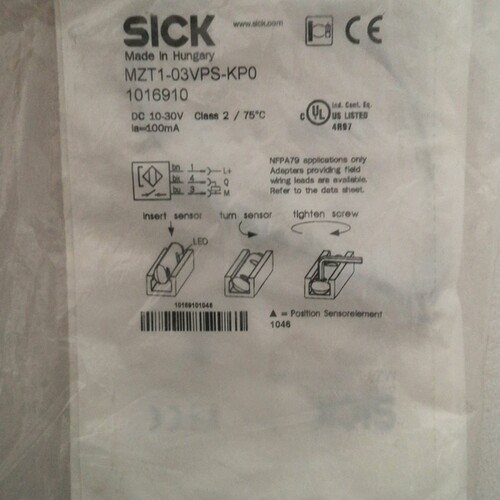 SICK
www.sick.com
CE
Made in Hungary
MZT1-03VPS-KP0
1016910
DC 10-30V Class 2 / 75°C
Ia=100mA
c UL US LISTED
Ind. Cont. Eq.
4R97
NFPA79 applications only
Adapters providing field
wiring leads are available.
Refer to the data sheet.
bn 1 L+
bk 4 Q
bu 3 M
insert sensor turn sensor tighten screw
LED
10169101046
▲ = Position Sensorelement
1046